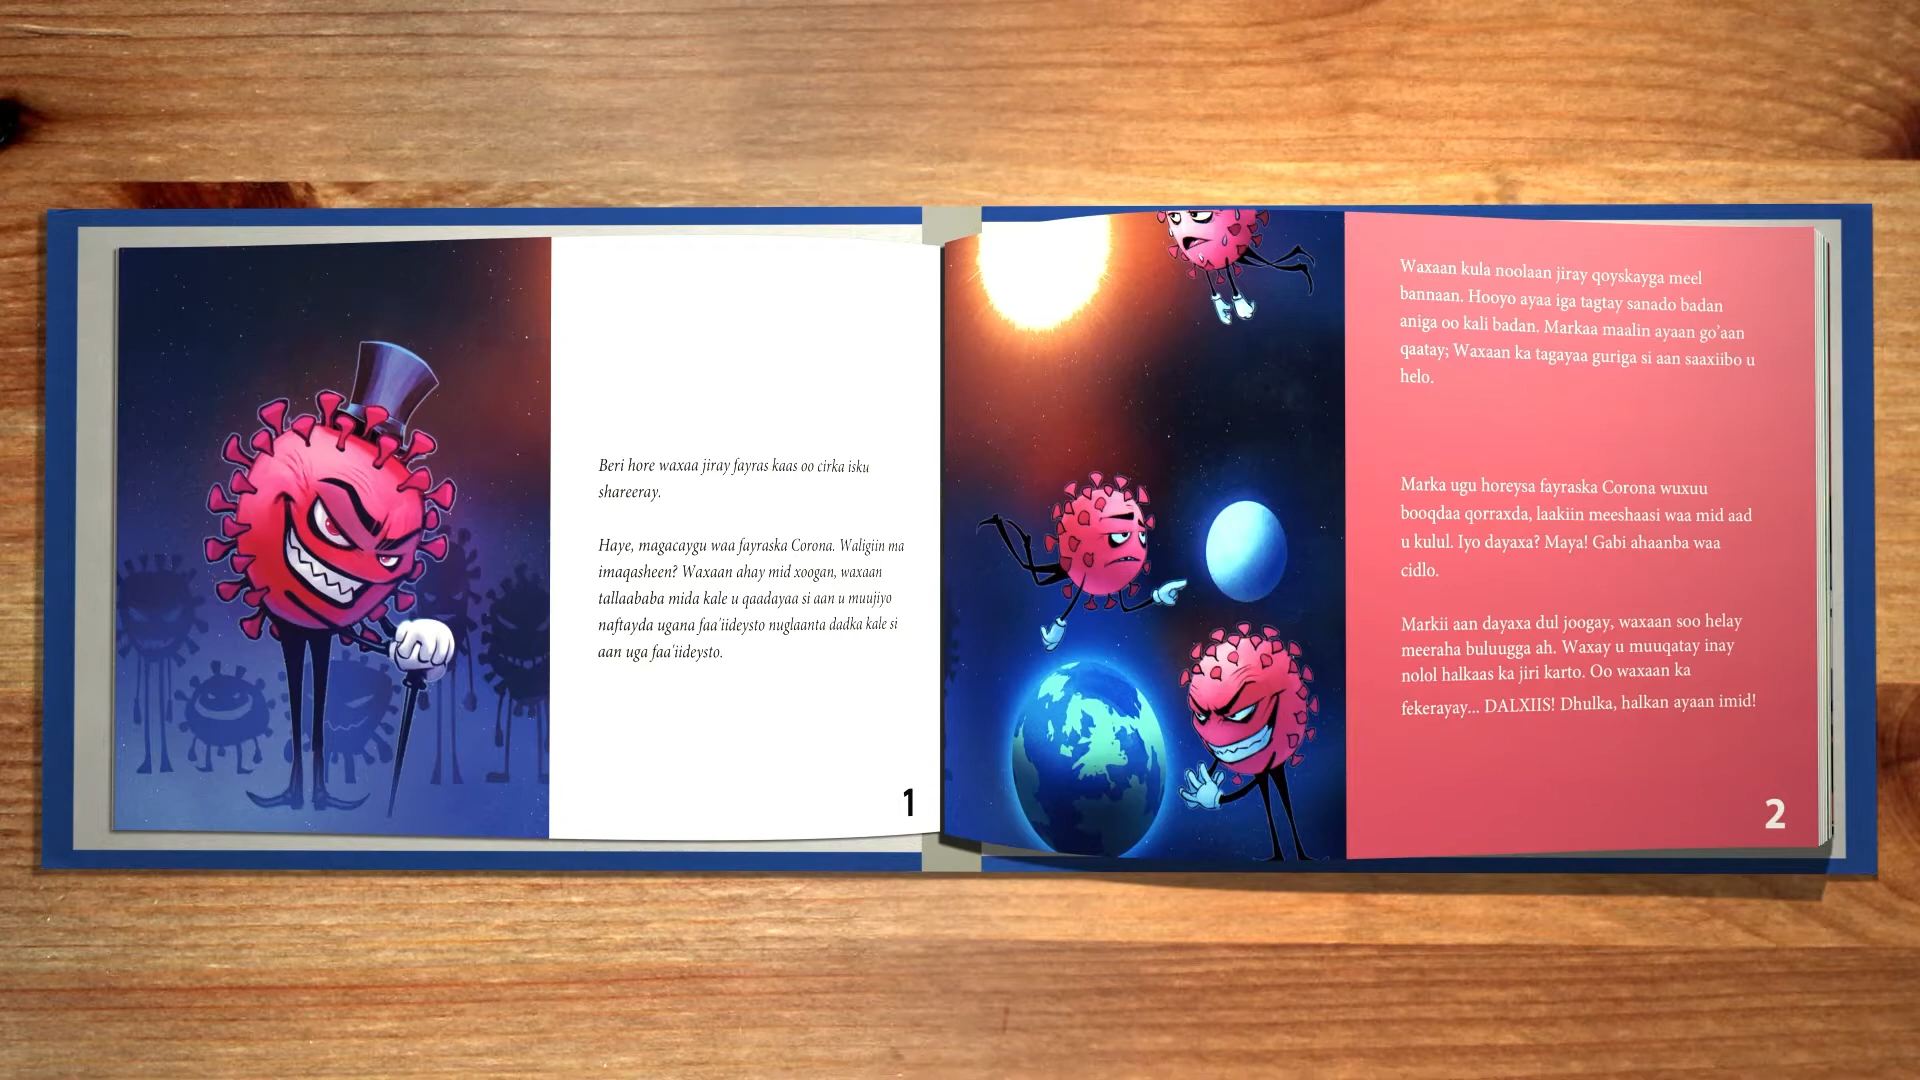 Beri hore waxaa jiray fayras kaas oo cirka isku
shareeray.
Haye, magacaygu waa fayraska Corona. Waligiin ma
imaqasheen? Waxaan ahay mid xoogan, waxaan
tallaababa mida kale u qaadayaa si aan u muujiyo
naftayda ugana faa'iideysto nuglaanta dadka kale si
aan uga faa'iideysto.
1
Waxaan kula noolaan jiray qoyskayga meel
bannaan. Hooyo ayaa iga tagtay sanado badan
aniga oo kali badan. Markaa maalin ayaan go'aan
qaatay; Waxaan ka tagayaa guriga si aan saaxiibo u
helo.
Marka ugu horeysa fayraska Corona wuxuu
booqdaa qorraxda, laakiin meeshaasi waa mid aad
u kulul. Iyo dayaxa? Maya! Gabi ahaanba waa
cidlo.
Markii aan dayaxa dul joogay, waxaan soo helay
meeraha buluugga ah. Waxay u muuqatay inay
nolol halkaas ka jiri karto. Oo waxaan ka
fekerayay... DALXIIS! Dhulka, halkan ayaan imid!
2